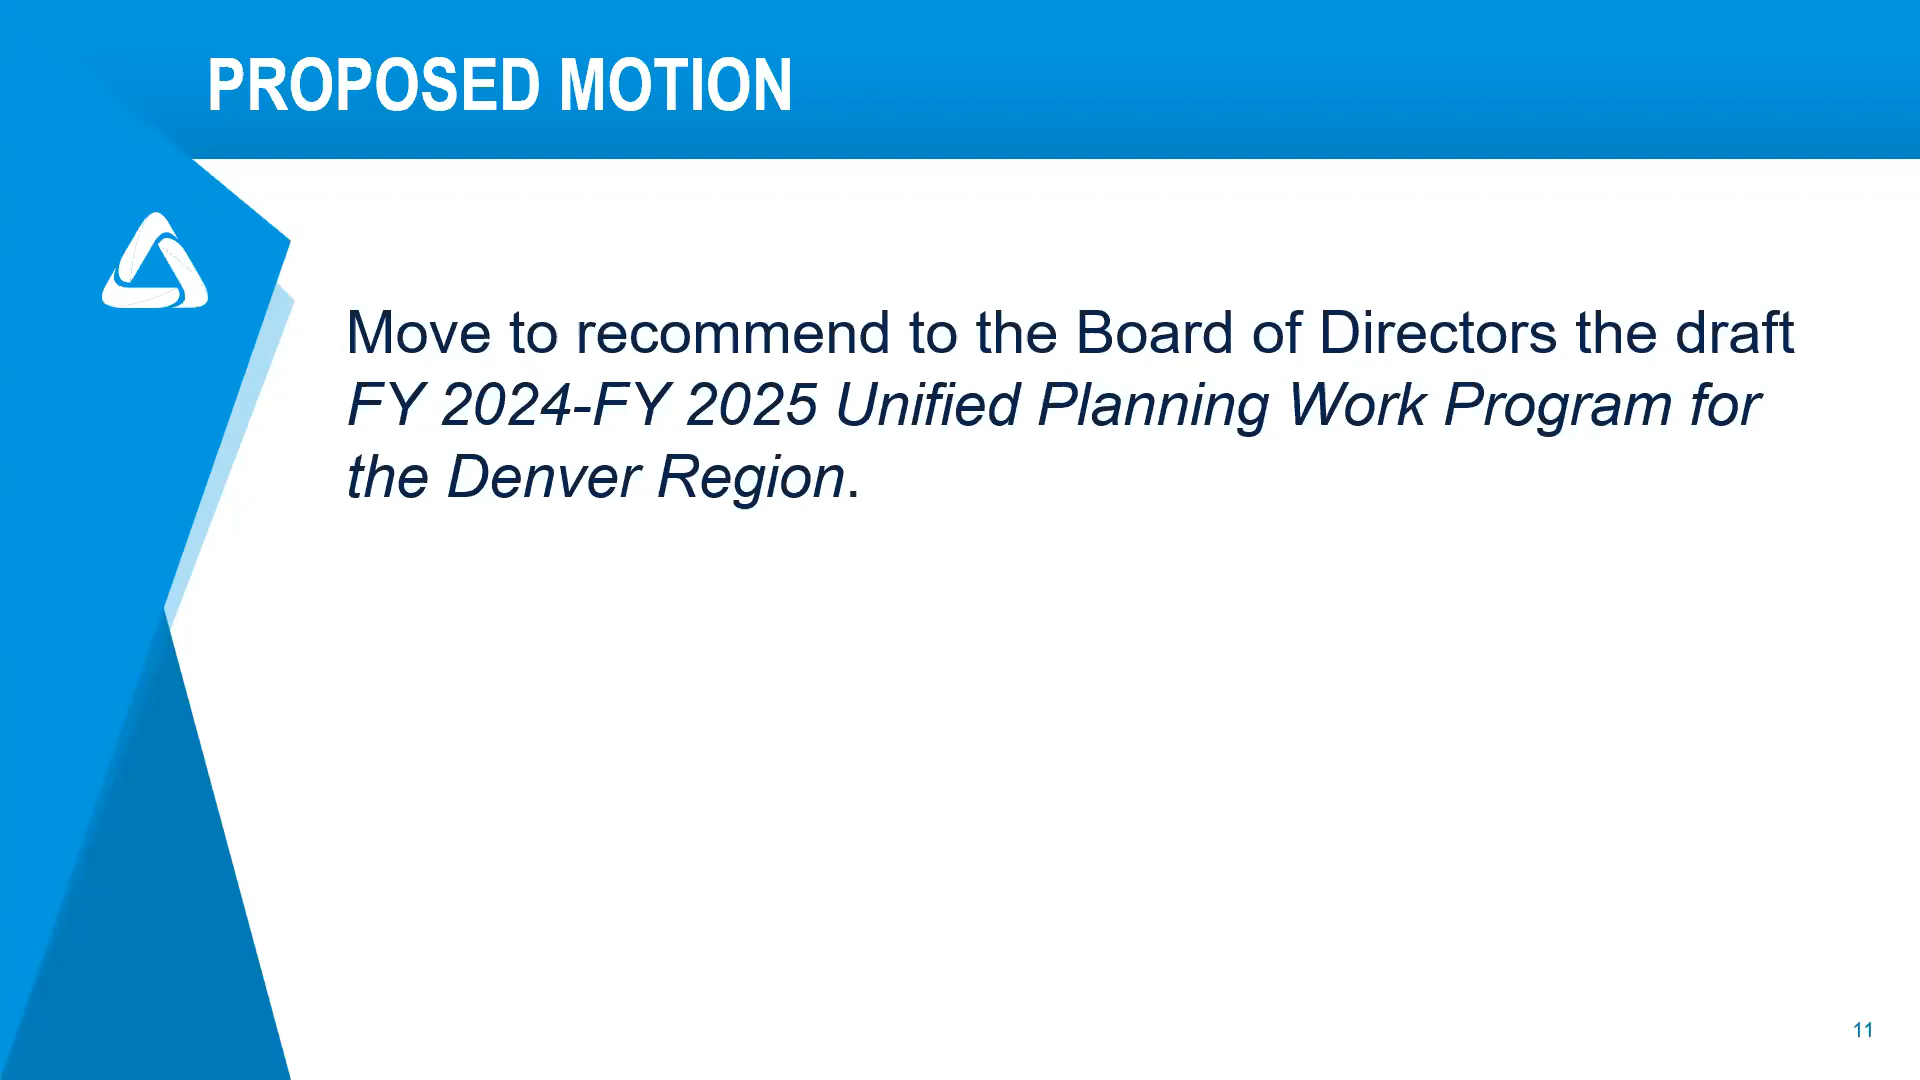 PROPOSED MOTION
Move to recommend to the Board of Directors the draft
FY 2024-FY 2025 Unified Planning Work Program for
the Denver Region.
11